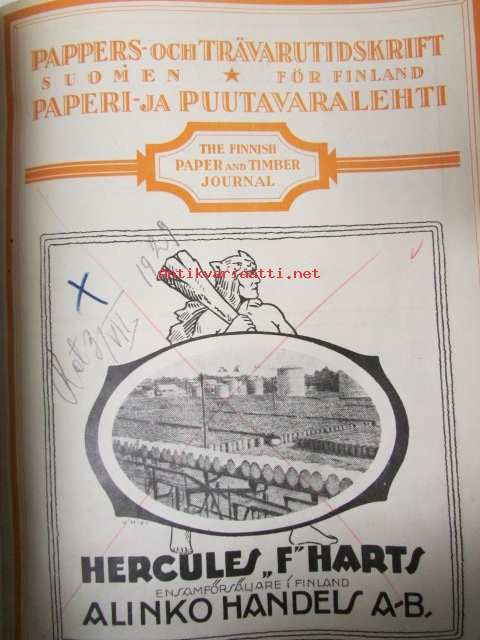 PAPPERS- OCH TRÄVARUTIDSKRIFT
SUOMEN ★ FÖR FINLAND
PAPERI- JA PUUTAVARALEHTI
THE FINNISH
PAPER AND TIMBER
JOURNAL
1929
antikvariaatti.net
HERCULES „F" HARTS
ENSAMFÖRSÄLJARE I FINLAND
ALINKO HANDELS A-B.